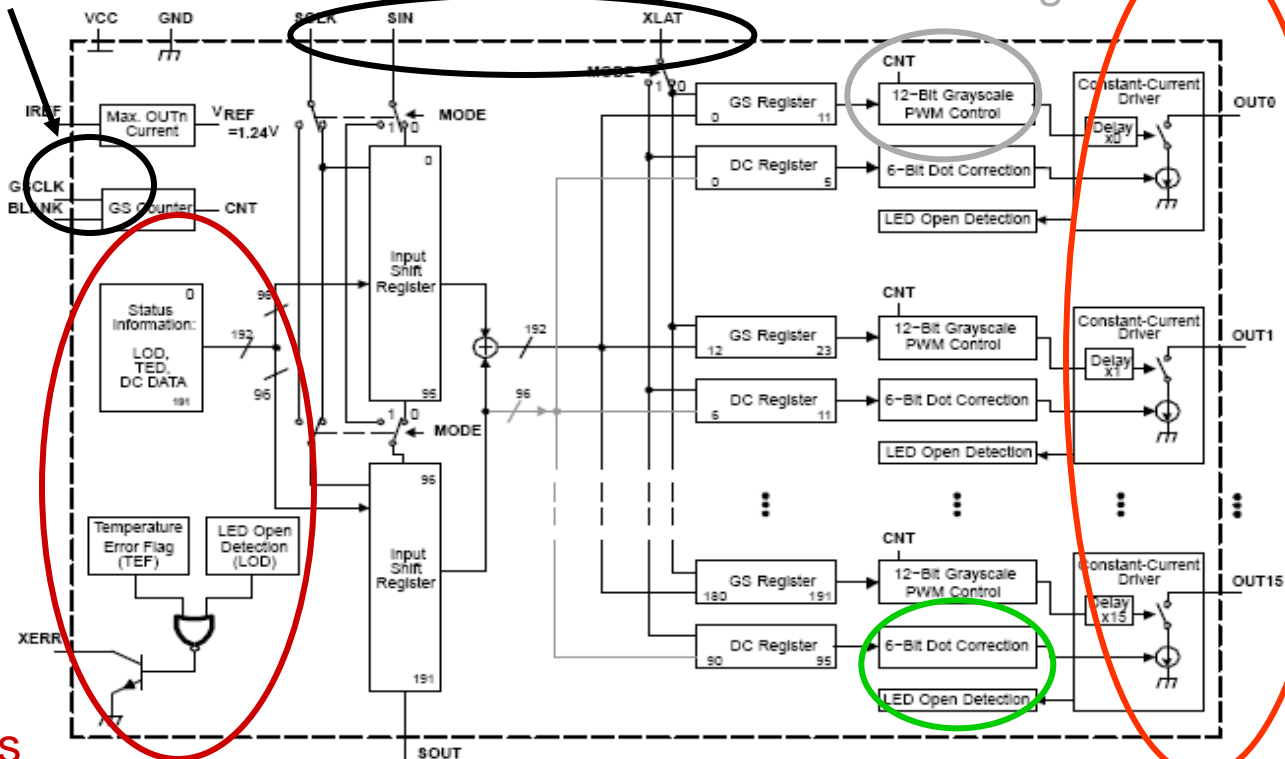 VCC
GND
SCLK
SIN
XLAT
g
MODE
1 0
IREF
Max. OUTn
Current
VREF
=1.24V
GSCLK
BLANK
GS Counter
CNT
1 0
MODE
0
Input
Shift
Register
95
1 0
MODE
96
Input
Shift
Register
191
SOUT
0
Status
Information:
LOD,
TED,
DC DATA
191
192
96
96
Temperature
Error Flag
(TEF)
LED Open
Detection
(LOD)
XERR
s
192
96
GS Register
0
11
DC Register
0
5
CNT
12-Bit Grayscale
PWM Control
6-Bit Dot Correction
LED Open Detection
Constant-Current
Driver
Delay
x0
OUT0
GS Register
12
23
DC Register
6
11
CNT
12-Bit Grayscale
PWM Control
6-Bit Dot Correction
LED Open Detection
Constant-Current
Driver
Delay
x1
OUT1
GS Register
180
191
DC Register
90
95
CNT
12-Bit Grayscale
PWM Control
6-Bit Dot Correction
LED Open Detection
Constant-Current
Driver
Delay
x15
OUT15